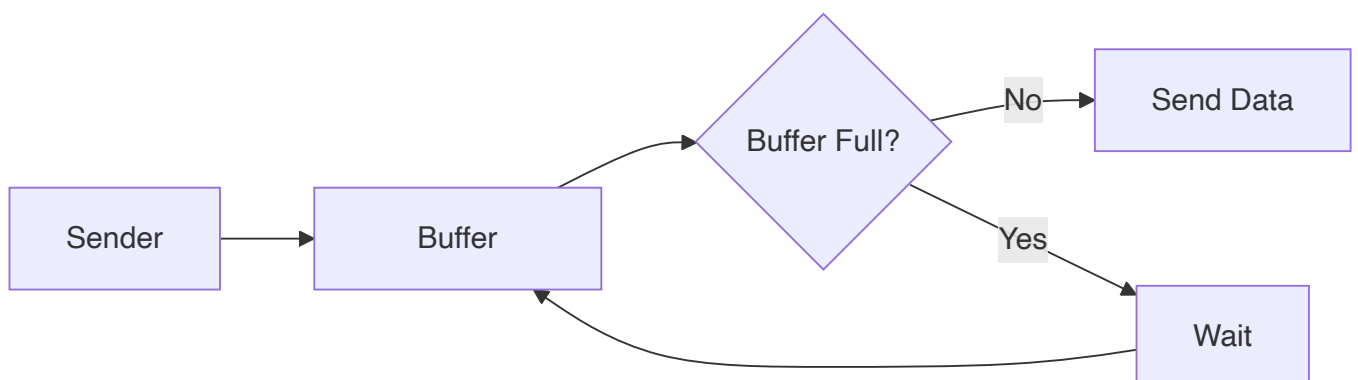 Sender
Buffer
Buffer Full?
No
Send Data
Yes
Wait